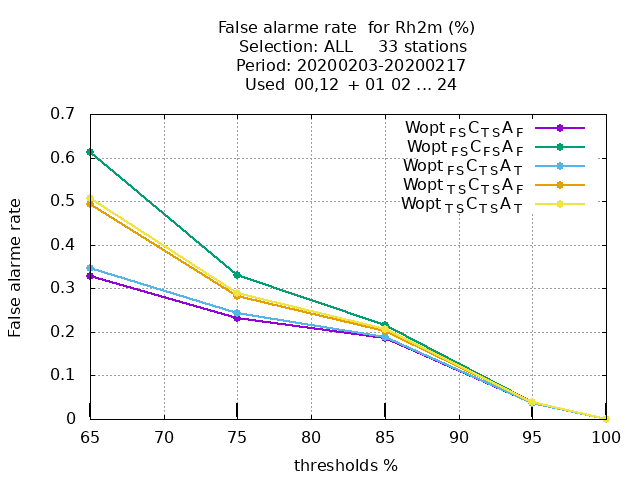 False alarme rate  for Rh2m (%)
Selection: ALL     33 stations
Period: 20200203-20200217
Used  00,12  + 01 02 ... 24
Wopt FS C TS A F
Wopt FS C FS A F
Wopt FS C TS A T
Wopt TS C TS A F
Wopt TS C TS A T
False alarme rate
0.7
0.6
0.5
0.4
0.3
0.2
0.1
0
65 70 75 80 85 90 95 100
thresholds %